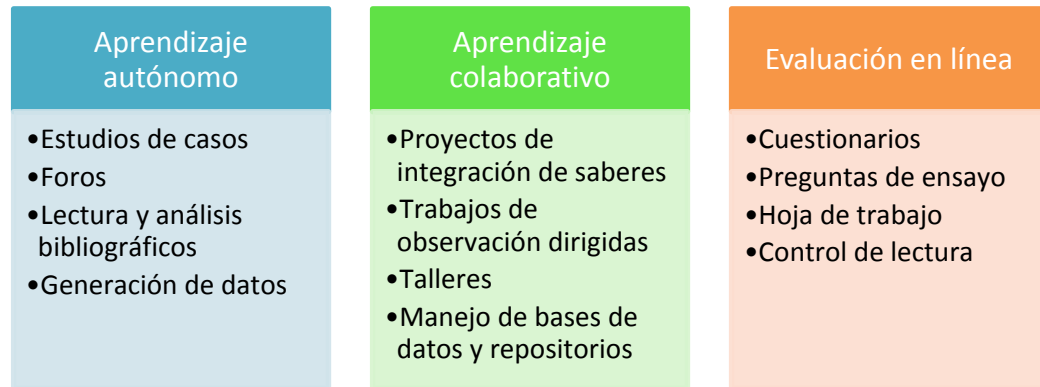 Aprendizaje
autónomo
•Estudios de casos
•Foros
•Lectura y análisis
bibliográficos
•Generación de datos
Aprendizaje
colaborativo
•Proyectos de
integración de saberes
•Trabajos de
observación dirigidas
•Talleres
•Manejo de bases de
datos y repositorios
Evaluación en línea
•Cuestionarios
•Preguntas de ensayo
•Hoja de trabajo
•Control de lectura